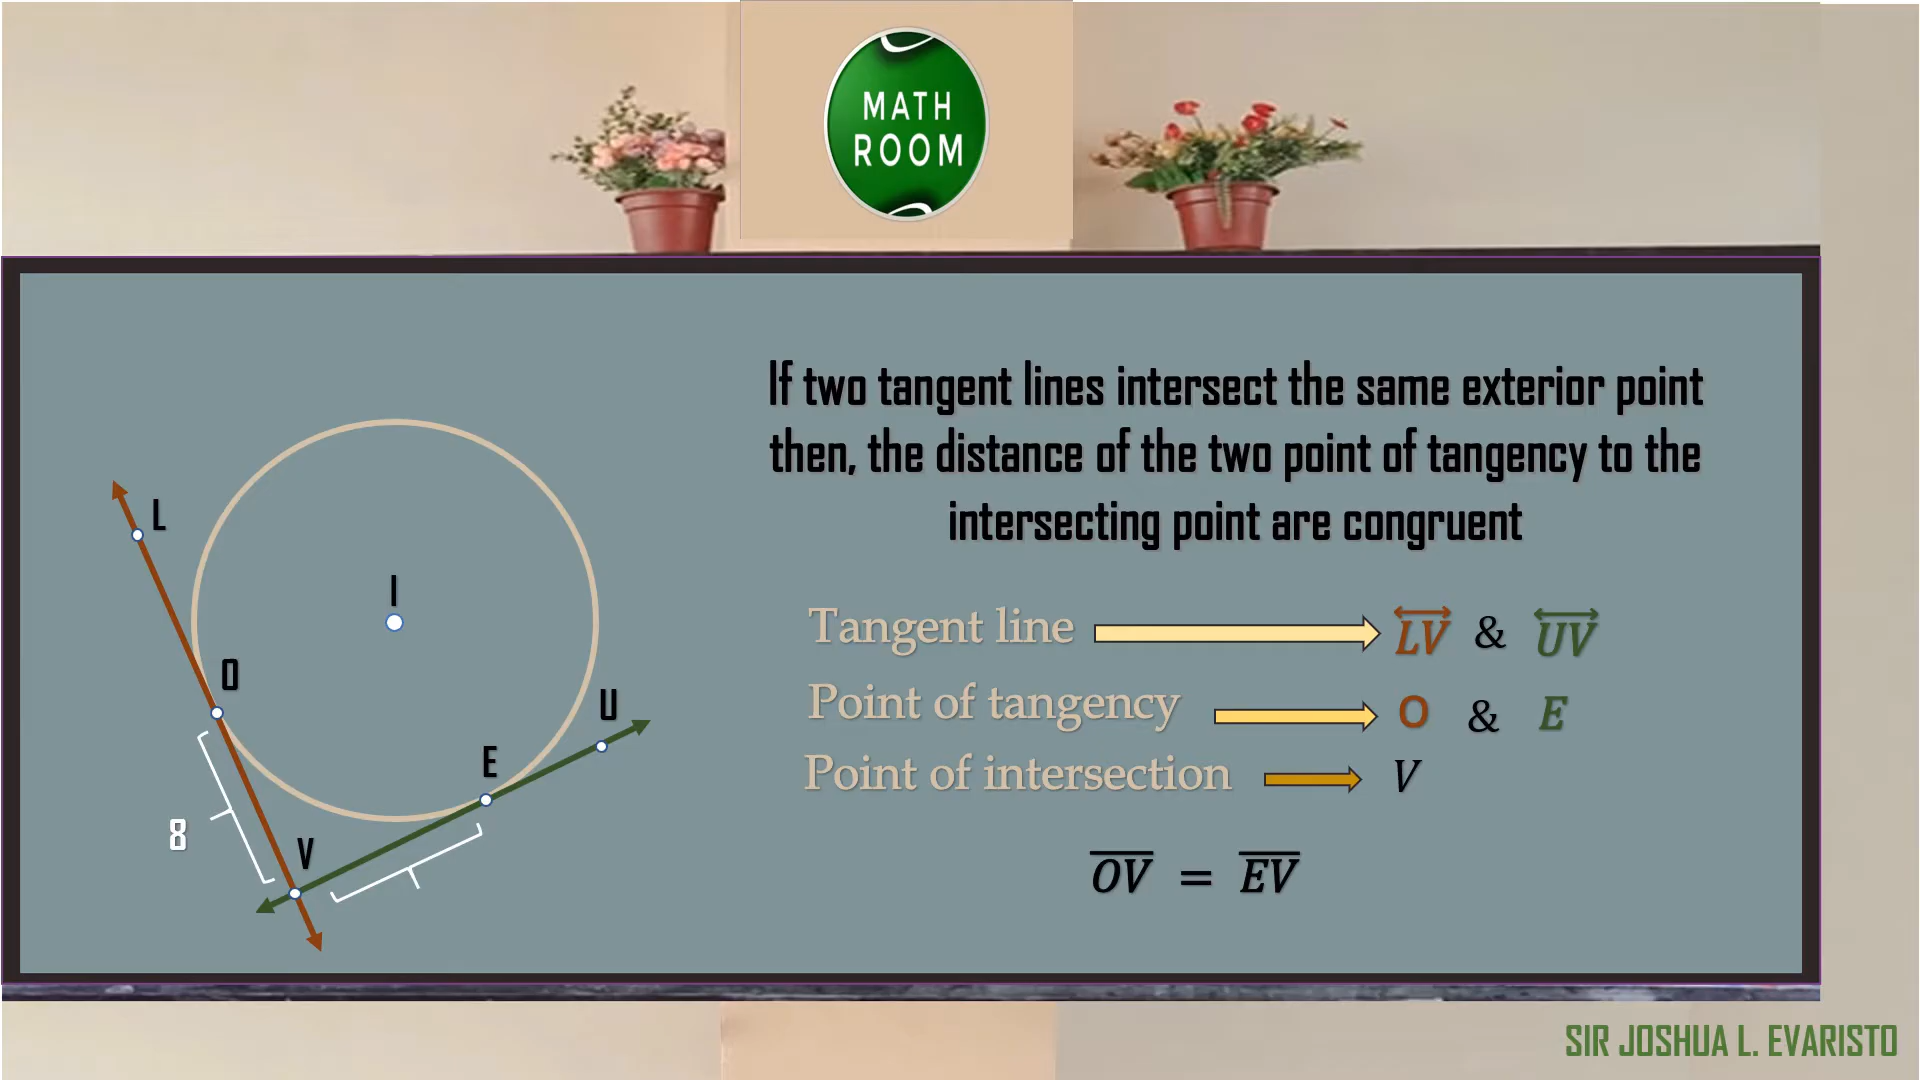 MATH
ROOM
If two tangent lines intersect the same exterior point
then, the distance of the two point of tangency to the
intersecting point are congruent
L
I
O
U
E
V
8
Tangent line LV & UV
Point of tangency O & E
Point of intersection V
OV = EV
SIR JOSHUA L. EVARISTO